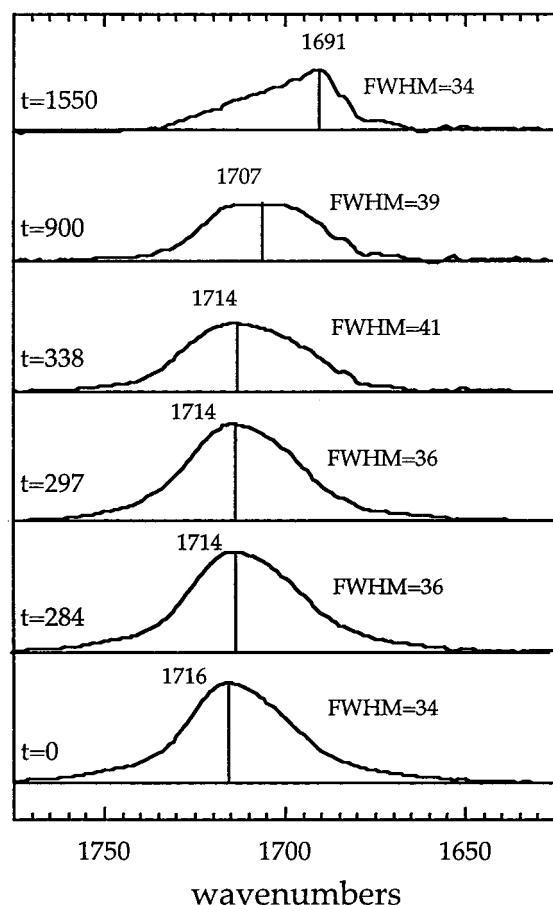 1691
t=1550
FWHM=34
1707
t=900
FWHM=39
1714
t=338
FWHM=41
1714
t=297
FWHM=36
1714
t=284
FWHM=36
1716
t=0
FWHM=34
1750 1700 1650
wavenumbers